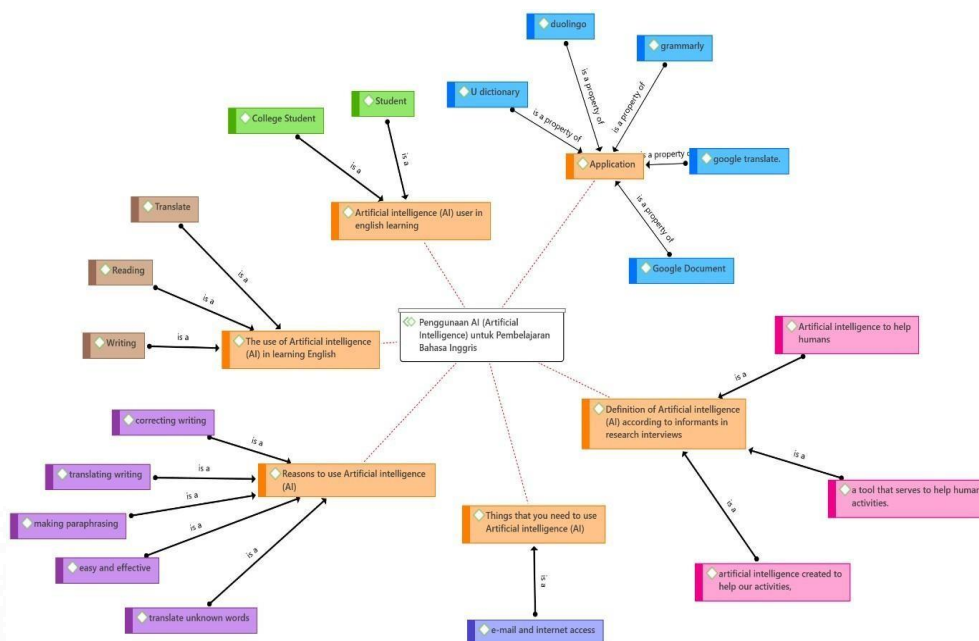 duolingo
grammarly
U dictionary
google translate.
Google Document
is a property of
is a property of
is a property of
is a property of
is a property of
Application
Student
College Student
is a
is a
Artificial intelligence (AI) user in
english learning
Translate
Reading
Writing
is a
is a
is a
The use of Artificial intelligence
(AI) in learning English
Penggunaan AI (Artificial
Intelligence) untuk Pembelajaran
Bahasa Inggris
Artificial intelligence to help
humans
is a
Definition of Artificial intelligence
(AI) according to informants in
research interviews
is a
a tool that serves to help human
activities.
is a
artificial intelligence created to
help our activities,
correcting writing
translating writing
making paraphrasing
easy and effective
translate unknown words
is a
is a
is a
is a
is a
Reasons to use Artificial intelligence
(AI)
Things that you need to use
Artificial intelligence (AI)
is a
e-mail and internet access